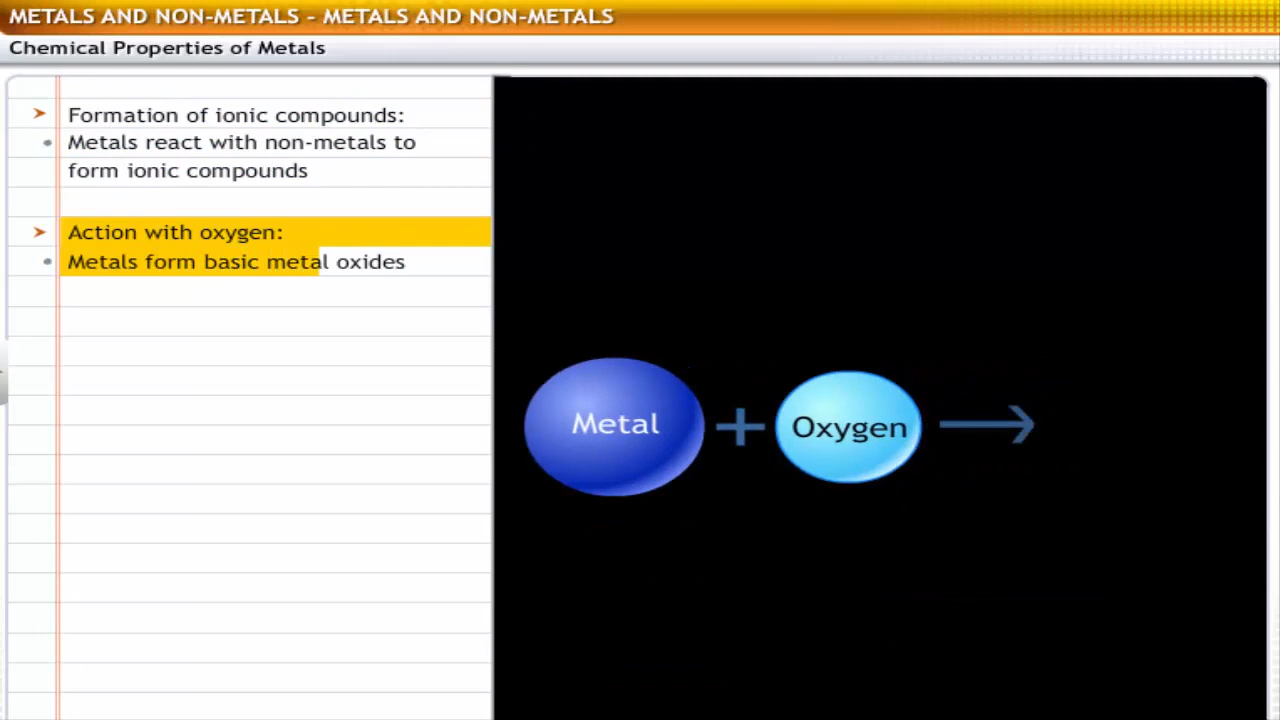 METALS AND NON-METALS - METALS AND NON-METALS
Chemical Properties of Metals
Formation of ionic compounds:
Metals react with non-metals to
form ionic compounds
Action with oxygen:
Metals form basic metal oxides
Metal + Oxygen →